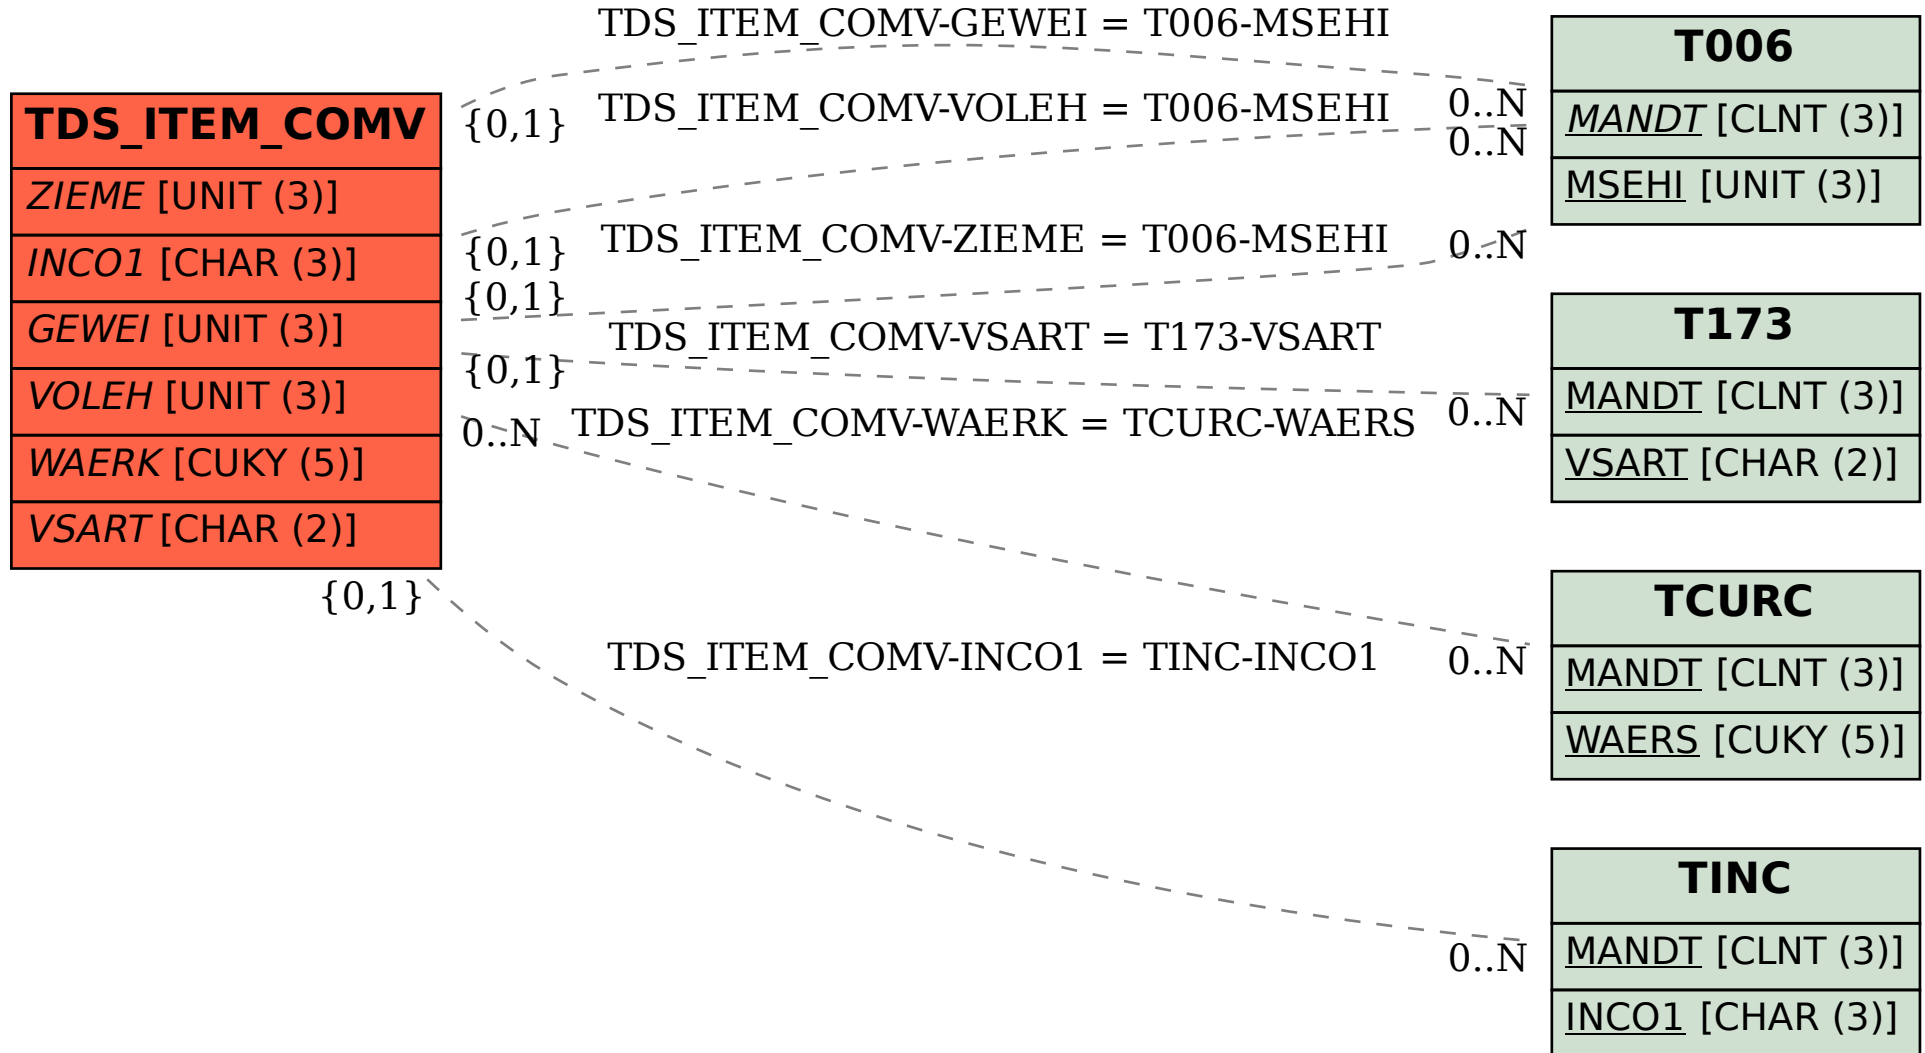 TDS_ITEM_COMV
ZIEME [UNIT (3)]
INCO1 [CHAR (3)]
GEWEI [UNIT (3)]
VOLEH [UNIT (3)]
WAERK [CUKY (5)]
VSART [CHAR (2)]
TDS_ITEM_COMV-GEWEI = T006-MSEHI
{0,1}
0..N
TDS_ITEM_COMV-VOLEH = T006-MSEHI
{0,1}
0..N
TDS_ITEM_COMV-ZIEME = T006-MSEHI
{0,1}
0..N
TDS_ITEM_COMV-VSART = T173-VSART
{0,1}
0..N
TDS_ITEM_COMV-WAERK = TCURC-WAERS
0..N
0..N
TDS_ITEM_COMV-INCO1 = TINC-INCO1
{0,1}
0..N
T006
MANDT [CLNT (3)]
MSEHI [UNIT (3)]
T173
MANDT [CLNT (3)]
VSART [CHAR (2)]
TCURC
MANDT [CLNT (3)]
WAERS [CUKY (5)]
TINC
MANDT [CLNT (3)]
INCO1 [CHAR (3)]